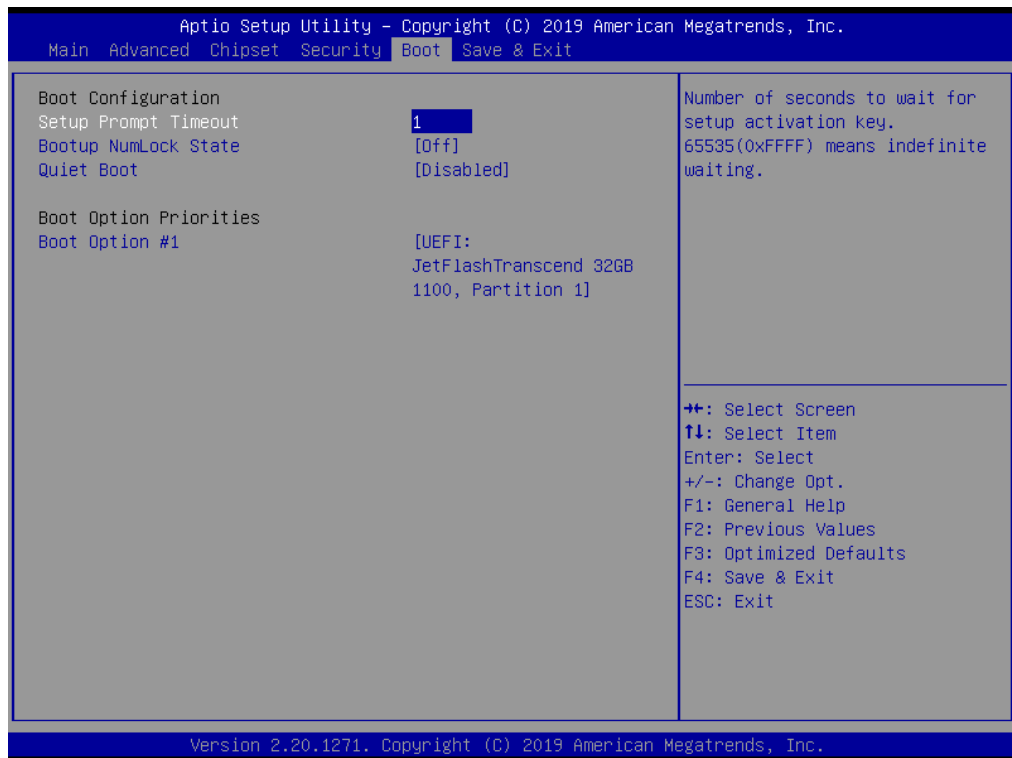 Aptio Setup Utility – Copyright (C) 2019 American Megatrends, Inc.
Main Advanced Chipset Security Boot Save & Exit
Boot Configuration
Setup Prompt Timeout 1
Bootup NumLock State [Off]
Quiet Boot [Disabled]
Boot Option Priorities
Boot Option #1 [UEFI:
JetFlashTranscend 32GB
1100, Partition 1]
Number of seconds to wait for
setup activation key.
65535(0xFFFF) means indefinite
waiting.
→←: Select Screen
↑↓: Select Item
Enter: Select
+/-: Change Opt.
F1: General Help
F2: Previous Values
F3: Optimized Defaults
F4: Save & Exit
ESC: Exit
Version 2.20.1271. Copyright (C) 2019 American Megatrends, Inc.